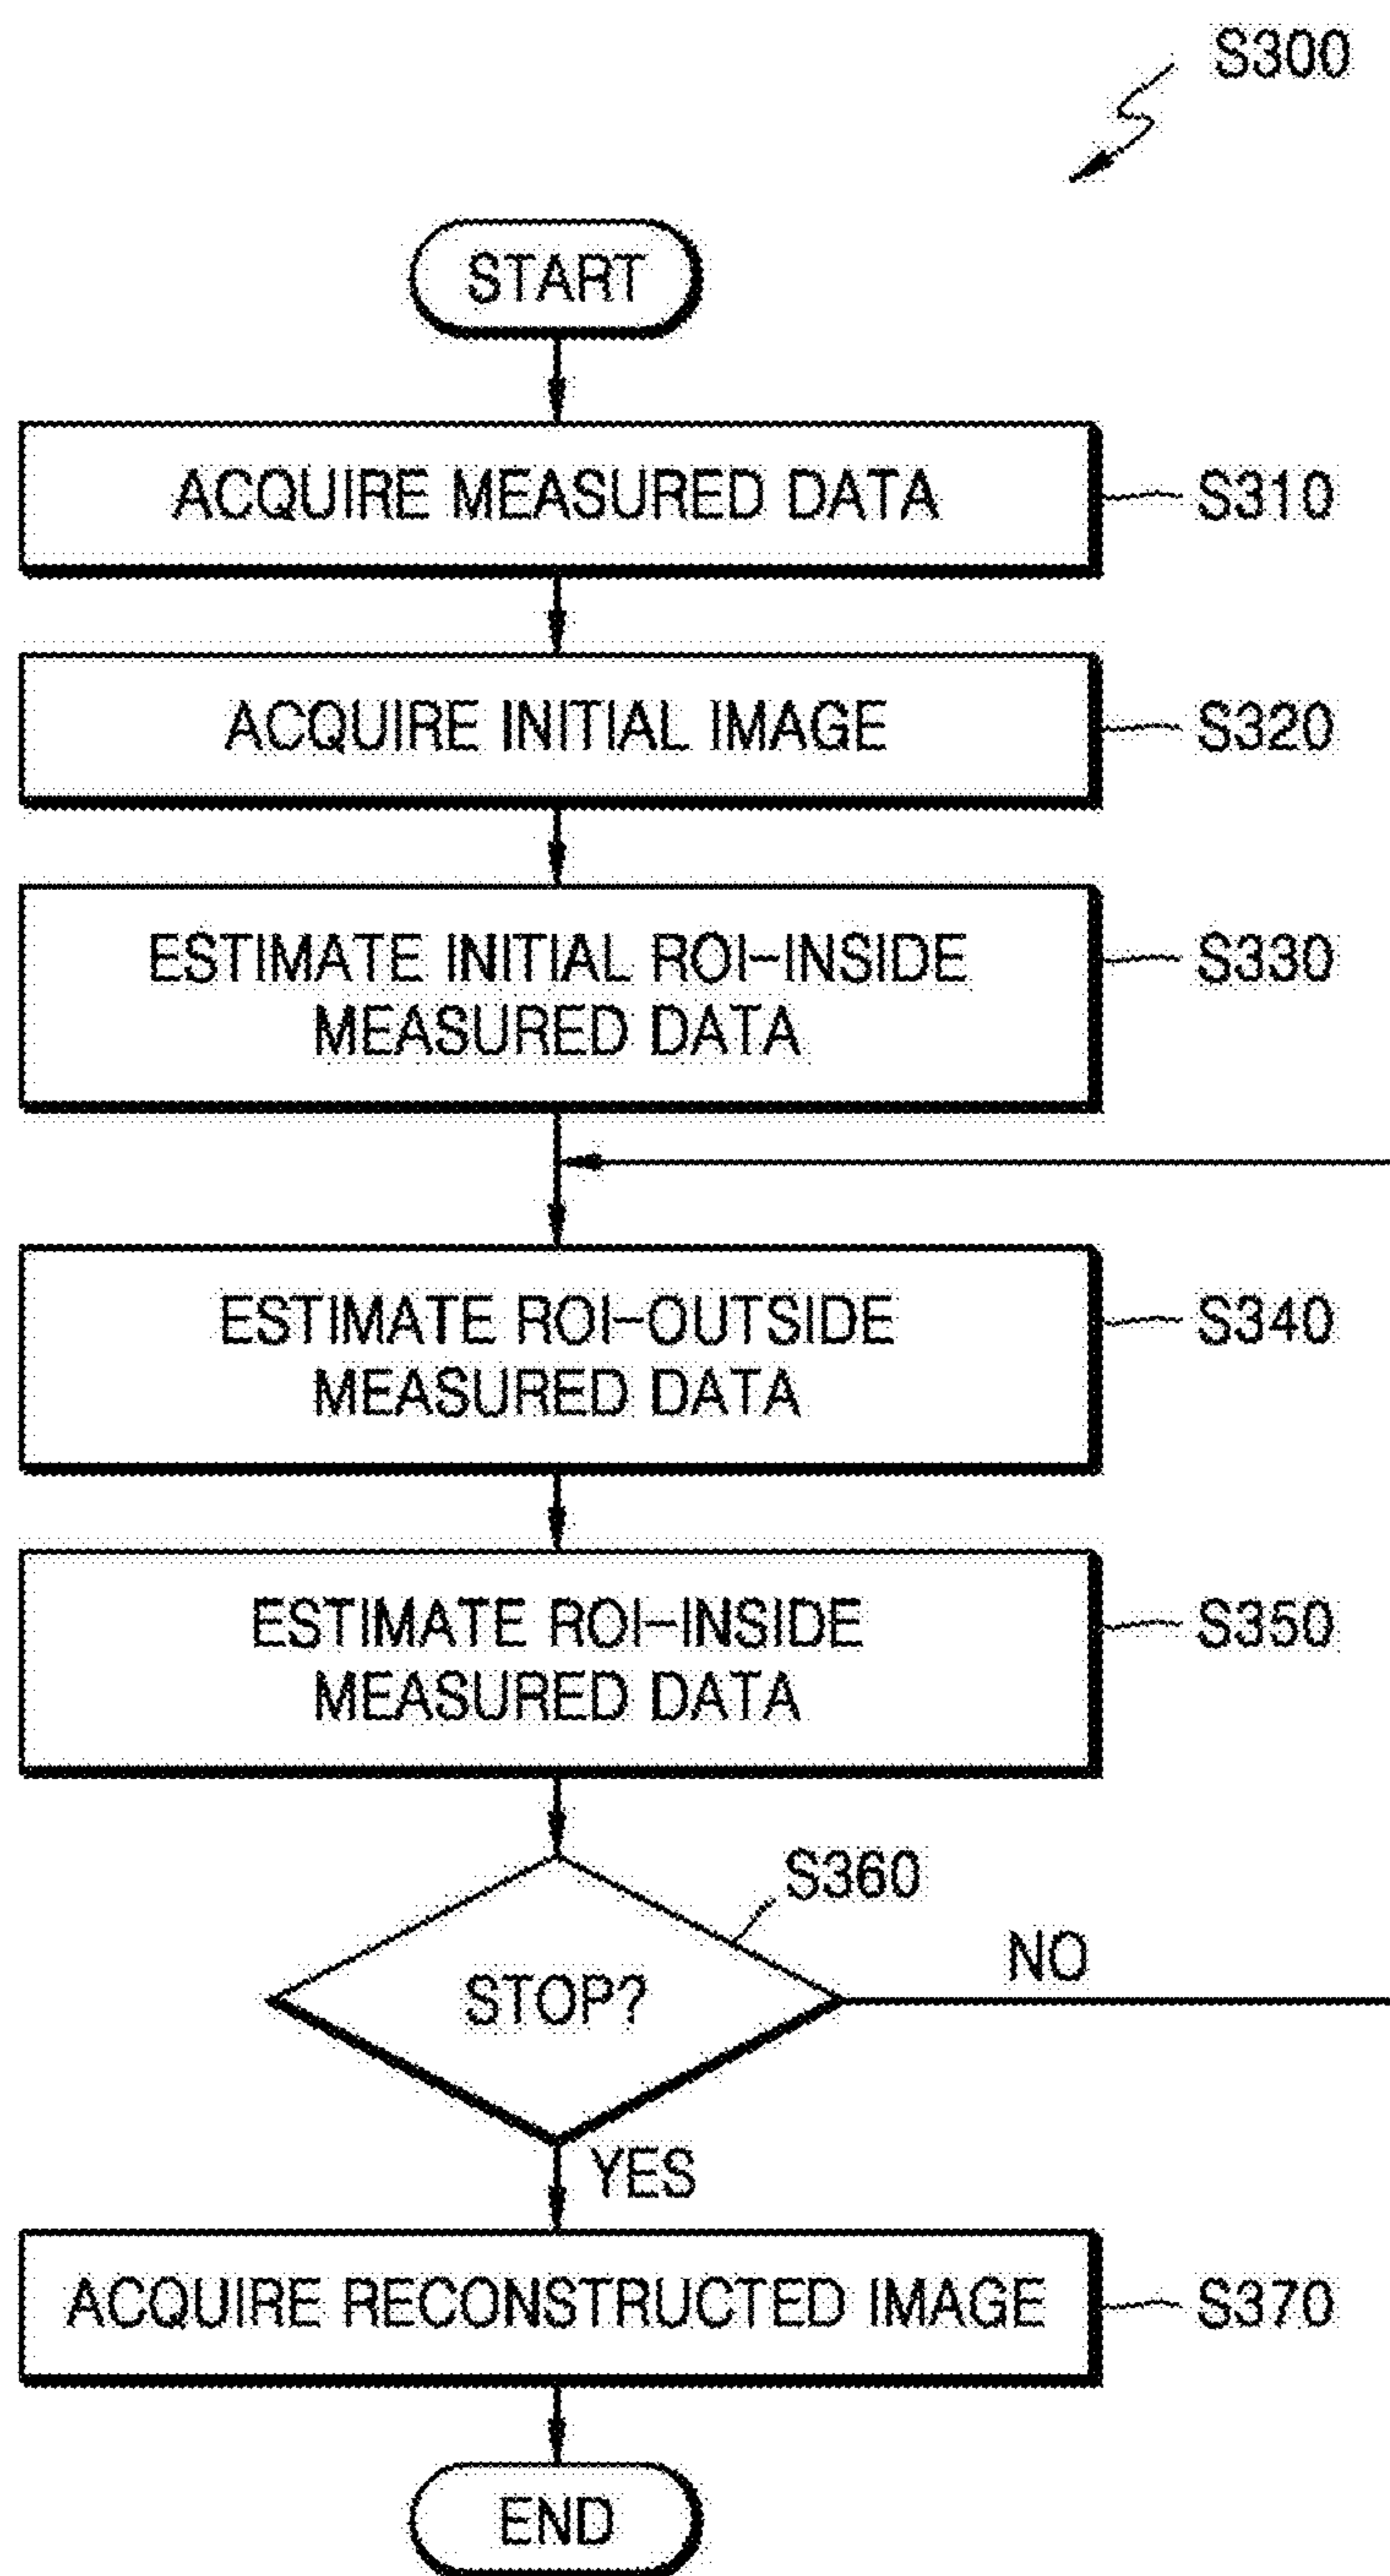 S300
START
ACQUIRE MEASURED DATA
S310
ACQUIRE INITIAL IMAGE
S320
ESTIMATE INITIAL ROI-INSIDE
MEASURED DATA
S330
ESTIMATE ROI-OUTSIDE
MEASURED DATA
S340
ESTIMATE ROI-INSIDE
MEASURED DATA
S350
S360
STOP?
NO
YES
ACQUIRE RECONSTRUCTED IMAGE
S370
END